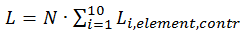 L = N · ∑_{i=1}^{10} L_{i,element,contr}